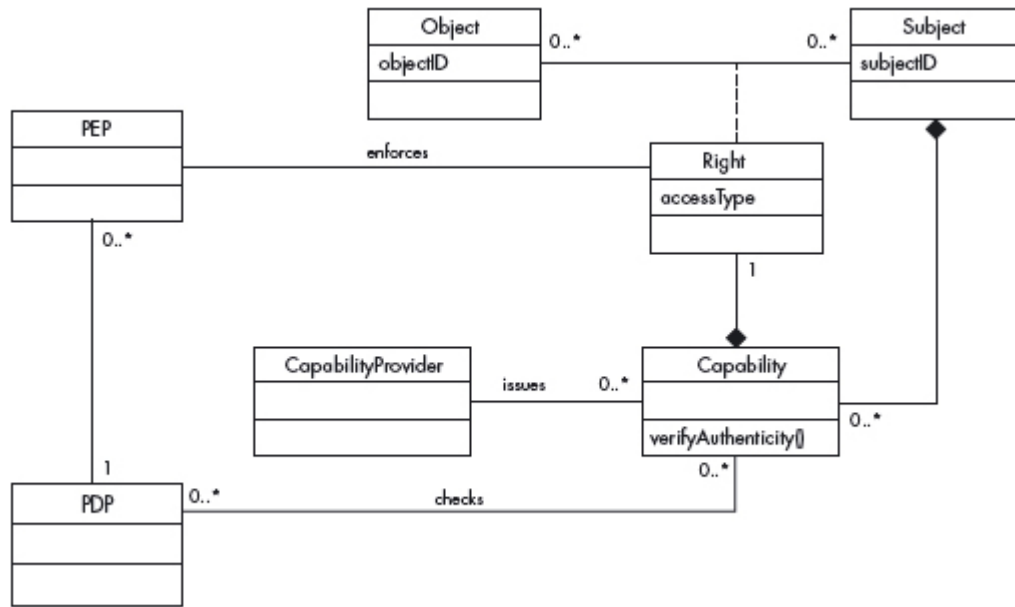 Object
0..*
0..*
Subject
objectID
subjectID
PEP
enforces
Right
accessType
0..*
1
CapabilityProvider
issues
0..*
Capability
0..*
verifyAuthenticity()
0..*
1
0..*
checks
PDP